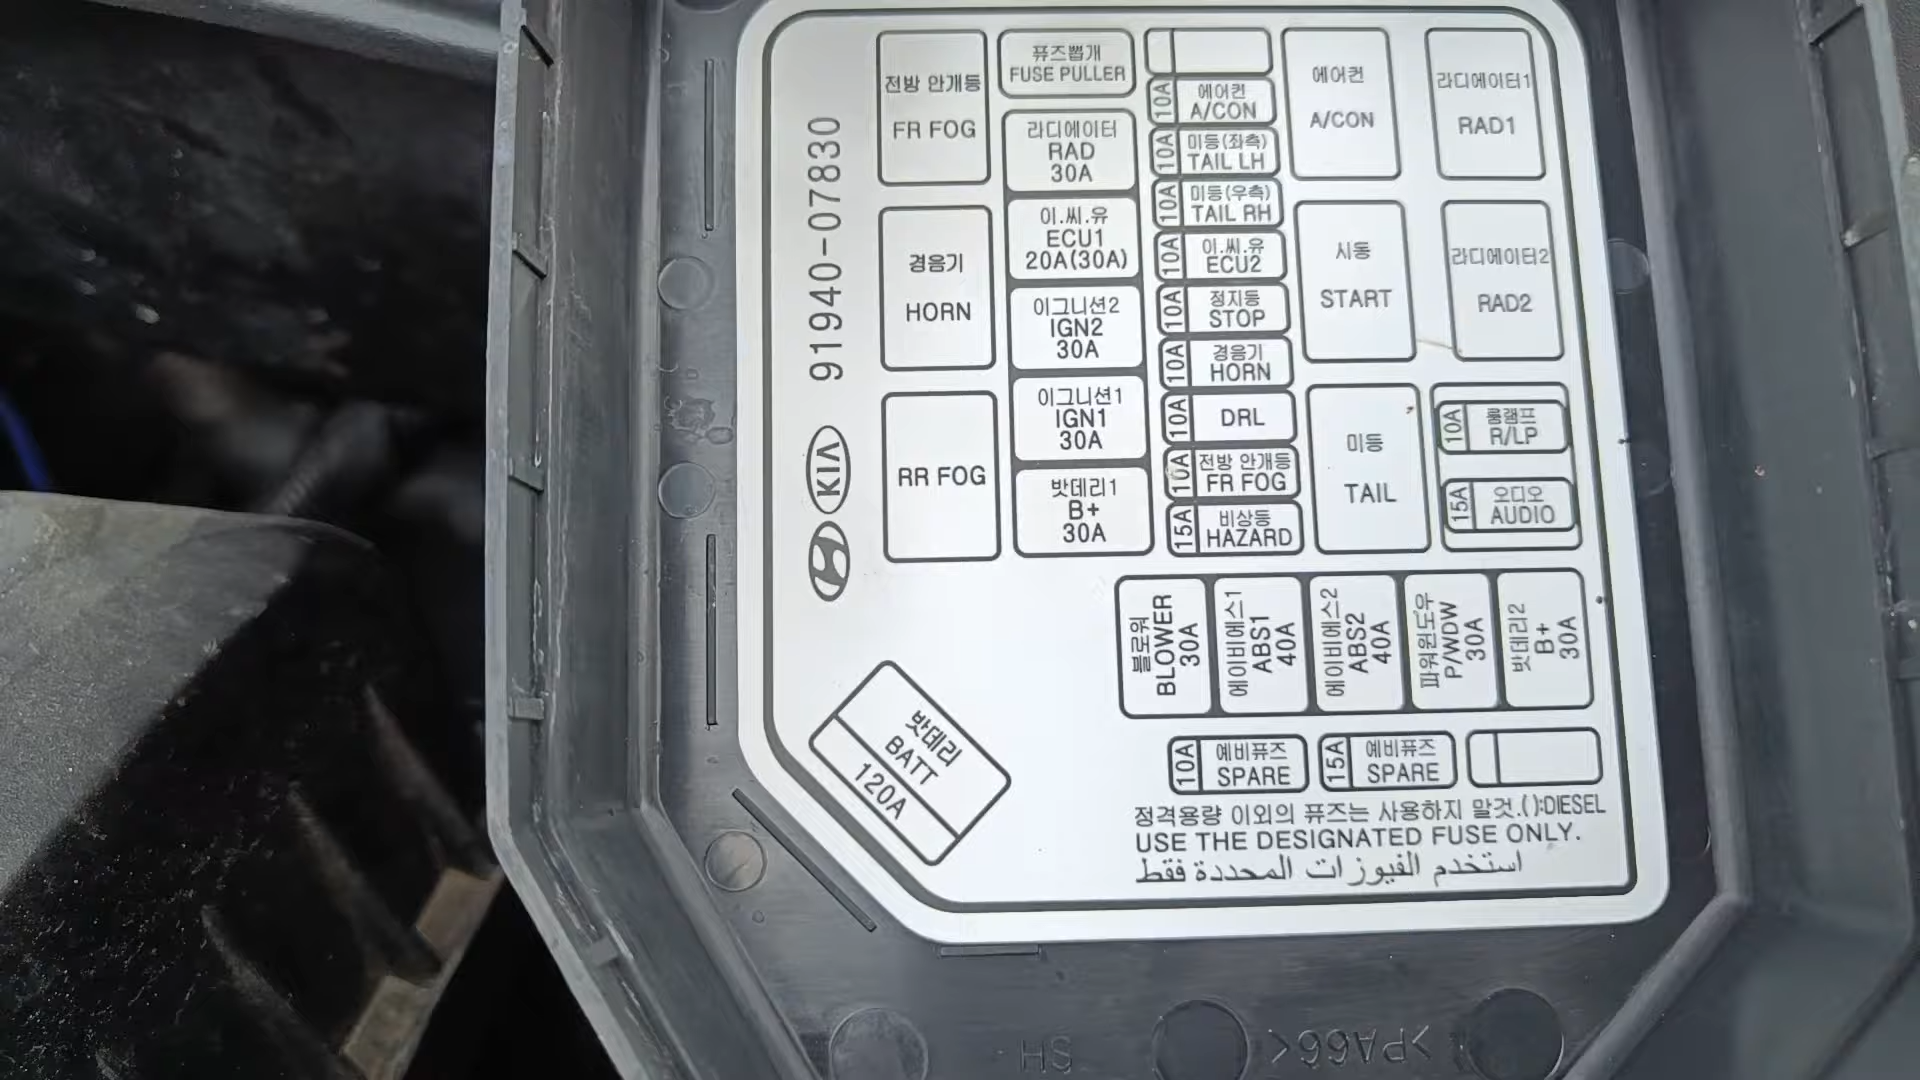 91940-07830
KIA
전방 안개등
FR FOG
경음기
HORN
RR FOG
퓨즈뽑개
FUSE PULLER
라디에이터
RAD
30A
이.씨.유
ECU1
20A(30A)
이그니션2
IGN2
30A
이그니션1
IGN1
30A
밧데리1
B+
30A
10A
에어컨
A/CON
10A
미등(좌측)
TAIL LH
10A
미등(우측)
TAIL RH
10A
이.씨.유
ECU2
10A
정지등
STOP
10A
경음기
HORN
10A
DRL
10A
전방 안개등
FR FOG
15A
비상등
HAZARD
에어컨
A/CON
시동
START
미등
TAIL
라디에이터1
RAD1
라디에이터2
RAD2
10A
룸램프
R/LP
15A
오디오
AUDIO
블로워
BLOWER
30A
에이비에스1
ABS1
40A
에이비에스2
ABS2
40A
파워윈도우
P/WDW
30A
밧데리2
B+
30A
밧데리
BATT
120A
10A
예비퓨즈
SPARE
15A
예비퓨즈
SPARE
정격용량 이외의 퓨즈는 사용하지 말것.( ):DIESEL
USE THE DESIGNATED FUSE ONLY.
استخدم الفيوزات المحددة فقط
SH
>PA66<